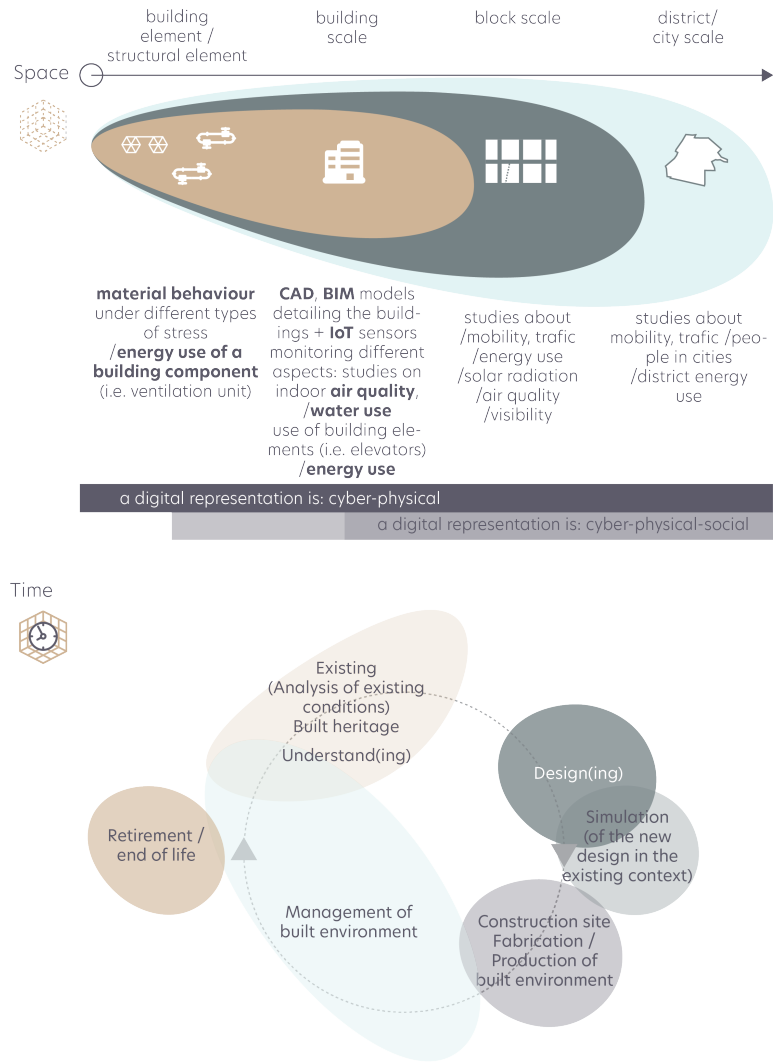 building
element /
structural element
building
scale
block scale
district/
city scale
Space
material behaviour
under different types
of stress
/energy use of a
building component
(i.e. ventilation unit)
CAD, BIM models
detailing the build-
ings + IoT sensors
monitoring different
aspects: studies on
indoor air quality,
/water use
use of building ele-
ments (i.e. elevators)
/energy use
studies about
/mobility, trafic
/energy use
/solar radiation
/air quality
/visibility
studies about
mobility, trafic /peo-
ple in cities
/district energy
use
a digital representation is: cyber-physical
a digital representation is: cyber-physical-social
Time
Existing
(Analysis of existing
conditions)
Built heritage
Understand(ing)
Design(ing)
Simulation
(of the new
design in the
existing context)
Retirement /
end of life
Management of
built environment
Construction site
Fabrication /
Production of
built environment